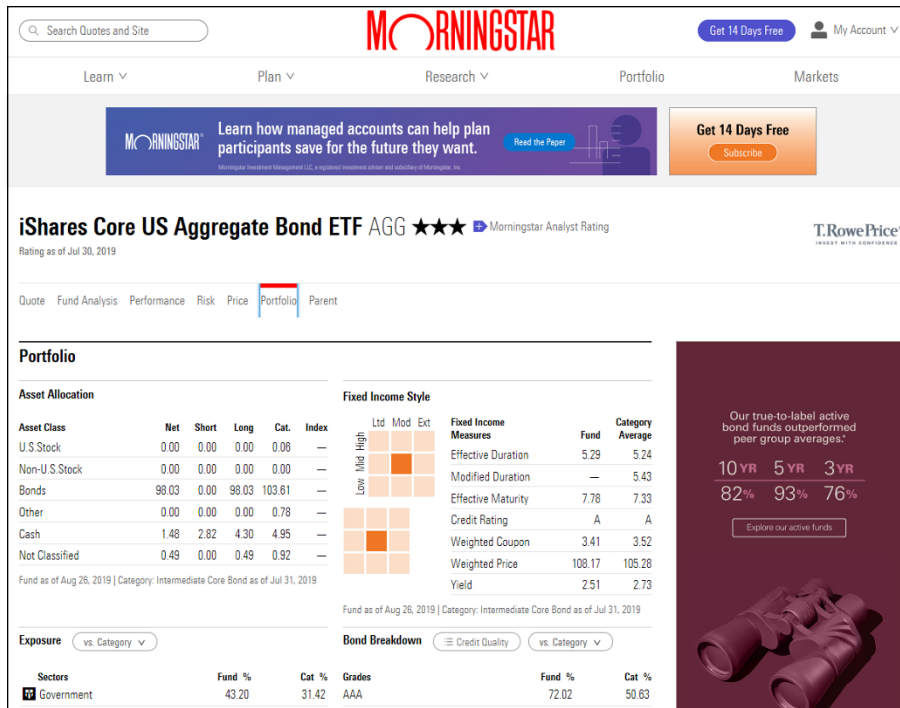 Search Quotes and Site
MORNINGSTAR
Get 14 Days Free
My Account
Learn
Plan
Research
Portfolio
Markets
MORNINGSTAR®
Learn how managed accounts can help plan
participants save for the future they want.
Morningstar Investment Management LLC, a registered investment adviser and subsidiary of Morningstar, Inc.
Read the Paper
Get 14 Days Free
Subscribe
iShares Core US Aggregate Bond ETF AGG ★★★ Morningstar Analyst Rating
Rating as of Jul 30, 2019
T.RowePrice®
INVEST WITH CONFIDENCE
Quote Fund Analysis Performance Risk Price Portfolio Parent
Portfolio
Asset Allocation
Asset Class Net Short Long Cat. Index
U.S.Stock 0.00 0.00 0.00 0.06 —
Non-U.S.Stock 0.00 0.00 0.00 0.00 —
Bonds 98.03 0.00 98.03 103.61 —
Other 0.00 0.00 0.00 0.78 —
Cash 1.48 2.82 4.30 4.95 —
Not Classified 0.49 0.00 0.49 0.92 —
Fund as of Aug 26, 2019 | Category: Intermediate Core Bond as of Jul 31, 2019
Fixed Income Style
Ltd Mod Ext
High
Mid
Low
Fixed Income Measures Fund Category Average
Effective Duration 5.29 5.24
Modified Duration — 5.43
Effective Maturity 7.78 7.33
Credit Rating A A
Weighted Coupon 3.41 3.52
Weighted Price 108.17 105.28
Yield 2.51 2.73
Fund as of Aug 26, 2019 | Category: Intermediate Core Bond as of Jul 31, 2019
Exposure vs. Category
Sectors Fund % Cat %
Government 43.20 31.42
Bond Breakdown Credit Quality vs. Category
Grades Fund % Cat %
AAA 72.02 50.63
Our true-to-label active
bond funds outperformed
peer group averages.*
10 YR 5 YR 3 YR
82% 93% 76%
Explore our active funds